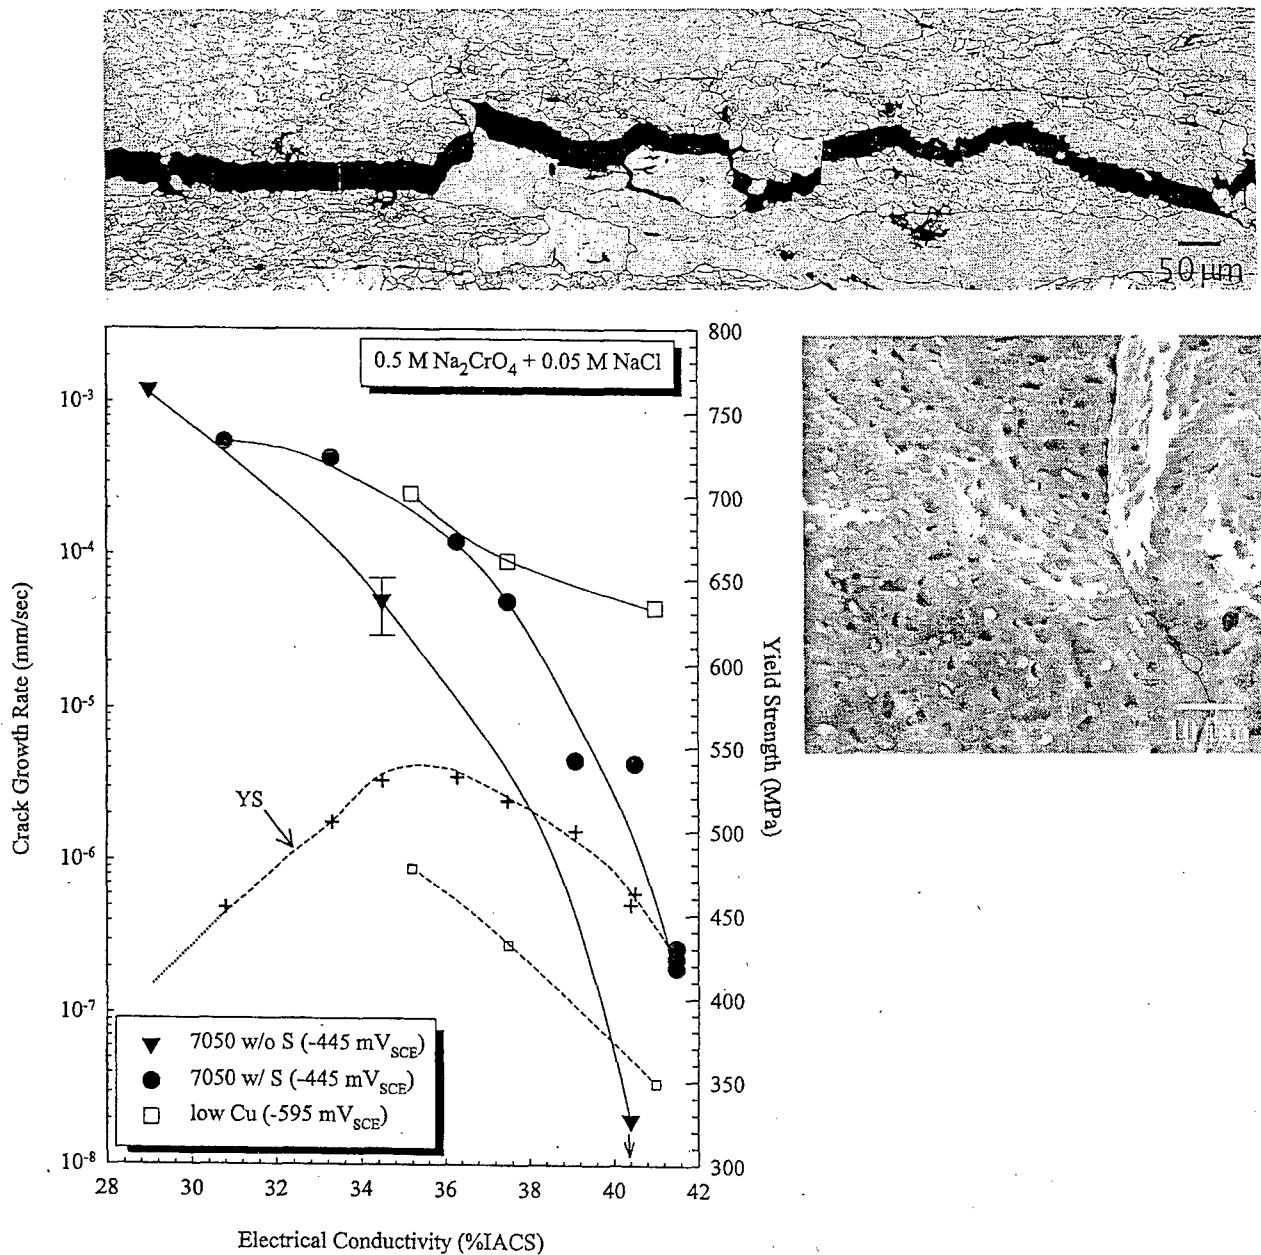 50 μm
0.5 M Na₂CrO₄ + 0.05 M NaCl
800
750
700
650
600
550
500
450
400
350
300
Yield Strength (MPa)
10⁻³
10⁻⁴
10⁻⁵
10⁻⁶
10⁻⁷
10⁻⁸
Crack Growth Rate (mm/sec)
YS
7050 w/o S (-445 mV_SCE)
7050 w/ S (-445 mV_SCE)
low Cu (-595 mV_SCE)
28 30 32 34 36 38 40 42
Electrical Conductivity (%IACS)